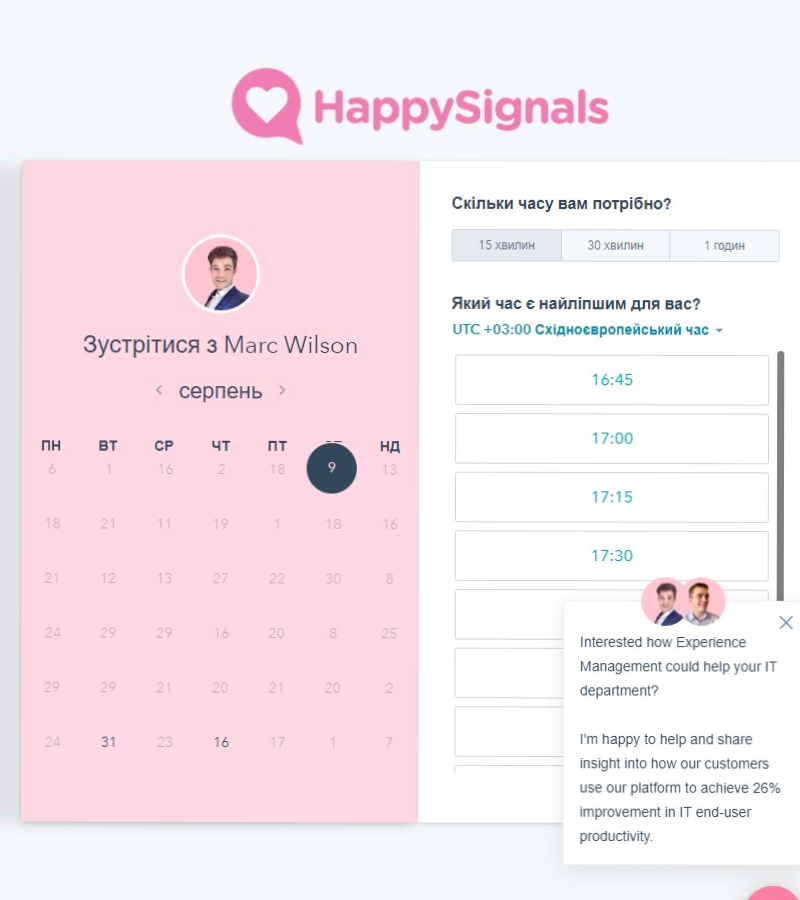 HappySignals
Зустрітися з Marc Wilson
серпень
ПН ВТ СР ЧТ ПТ НД
6 1 16 2 18 9 13
18 21 11 19 1 18 16
21 12 13 27 22 30 8
24 29 29 16 20 8 25
29 29 21 20 21 20 2
24 31 23 16 17 1 7
Скільки часу вам потрібно?
15 хвилин 30 хвилин 1 годин
Який час є найліпшим для вас?
UTC +03:00 Східноєвропейський час
16:45
17:00
17:15
17:30
Interested how Experience
Management could help your IT
department?
I'm happy to help and share
insight into how our customers
use our platform to achieve 26%
improvement in IT end-user
productivity.